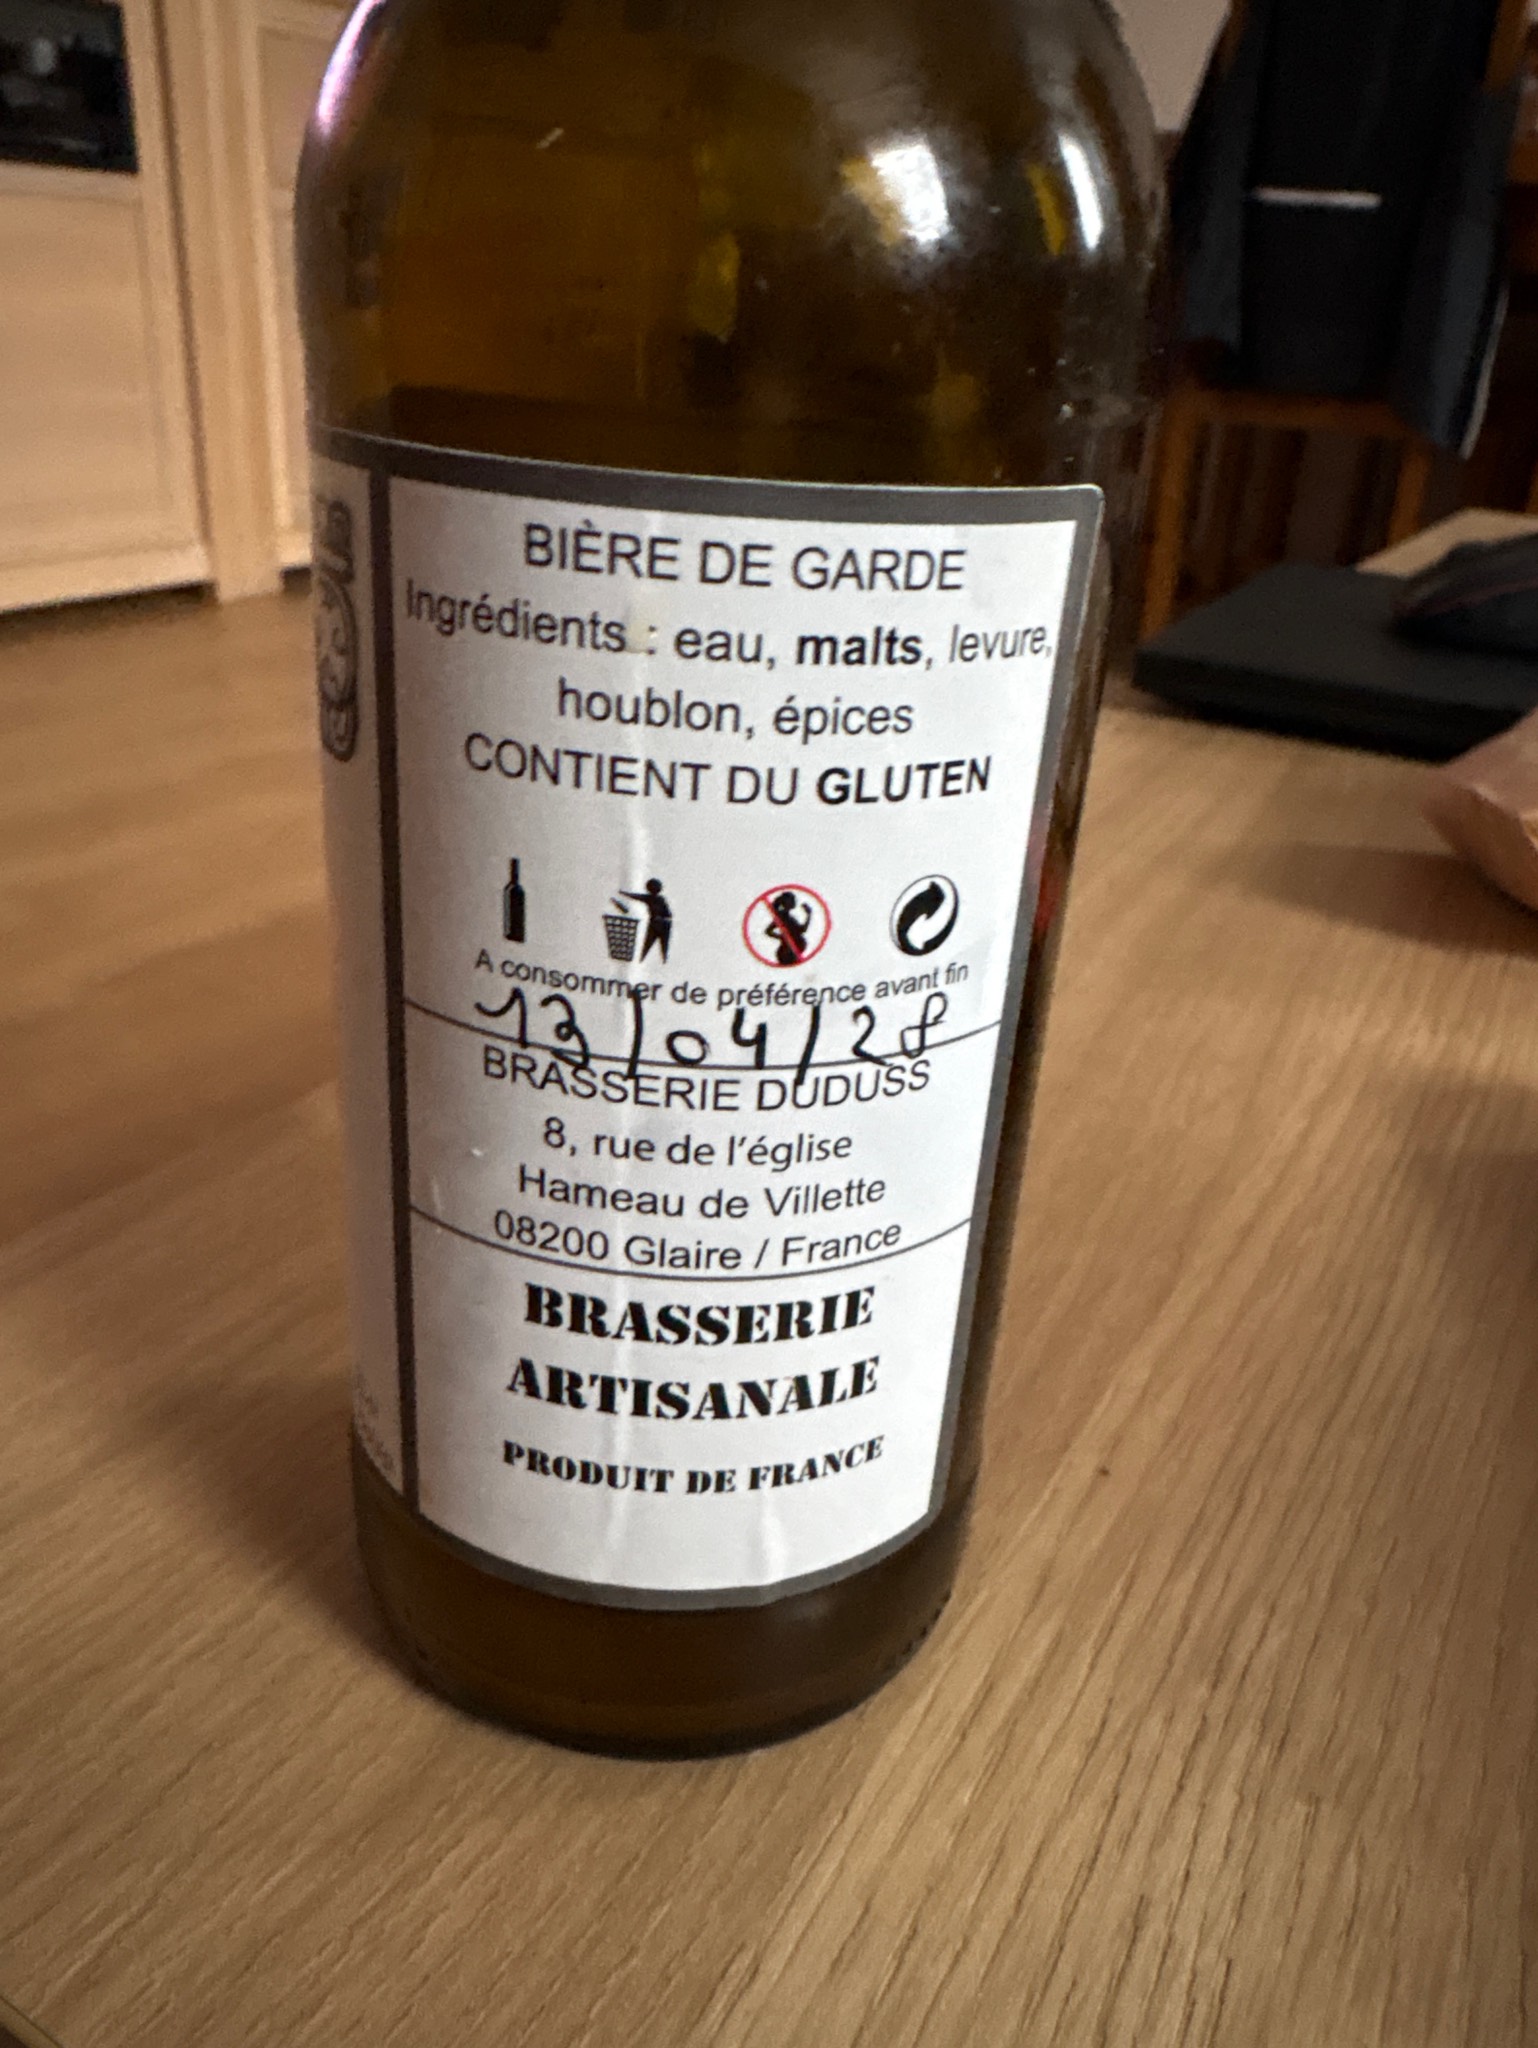 BIÈRE DE GARDE
Ingrédients : eau, malts, levure,
houblon, épices
CONTIENT DU GLUTEN
A consommer de préférence avant fin
13/04/28
BRASSERIE DUDUSS
8, rue de l'église
Hameau de Villette
08200 Glaire / France
BRASSERIE
ARTISANALE
PRODUIT DE FRANCE